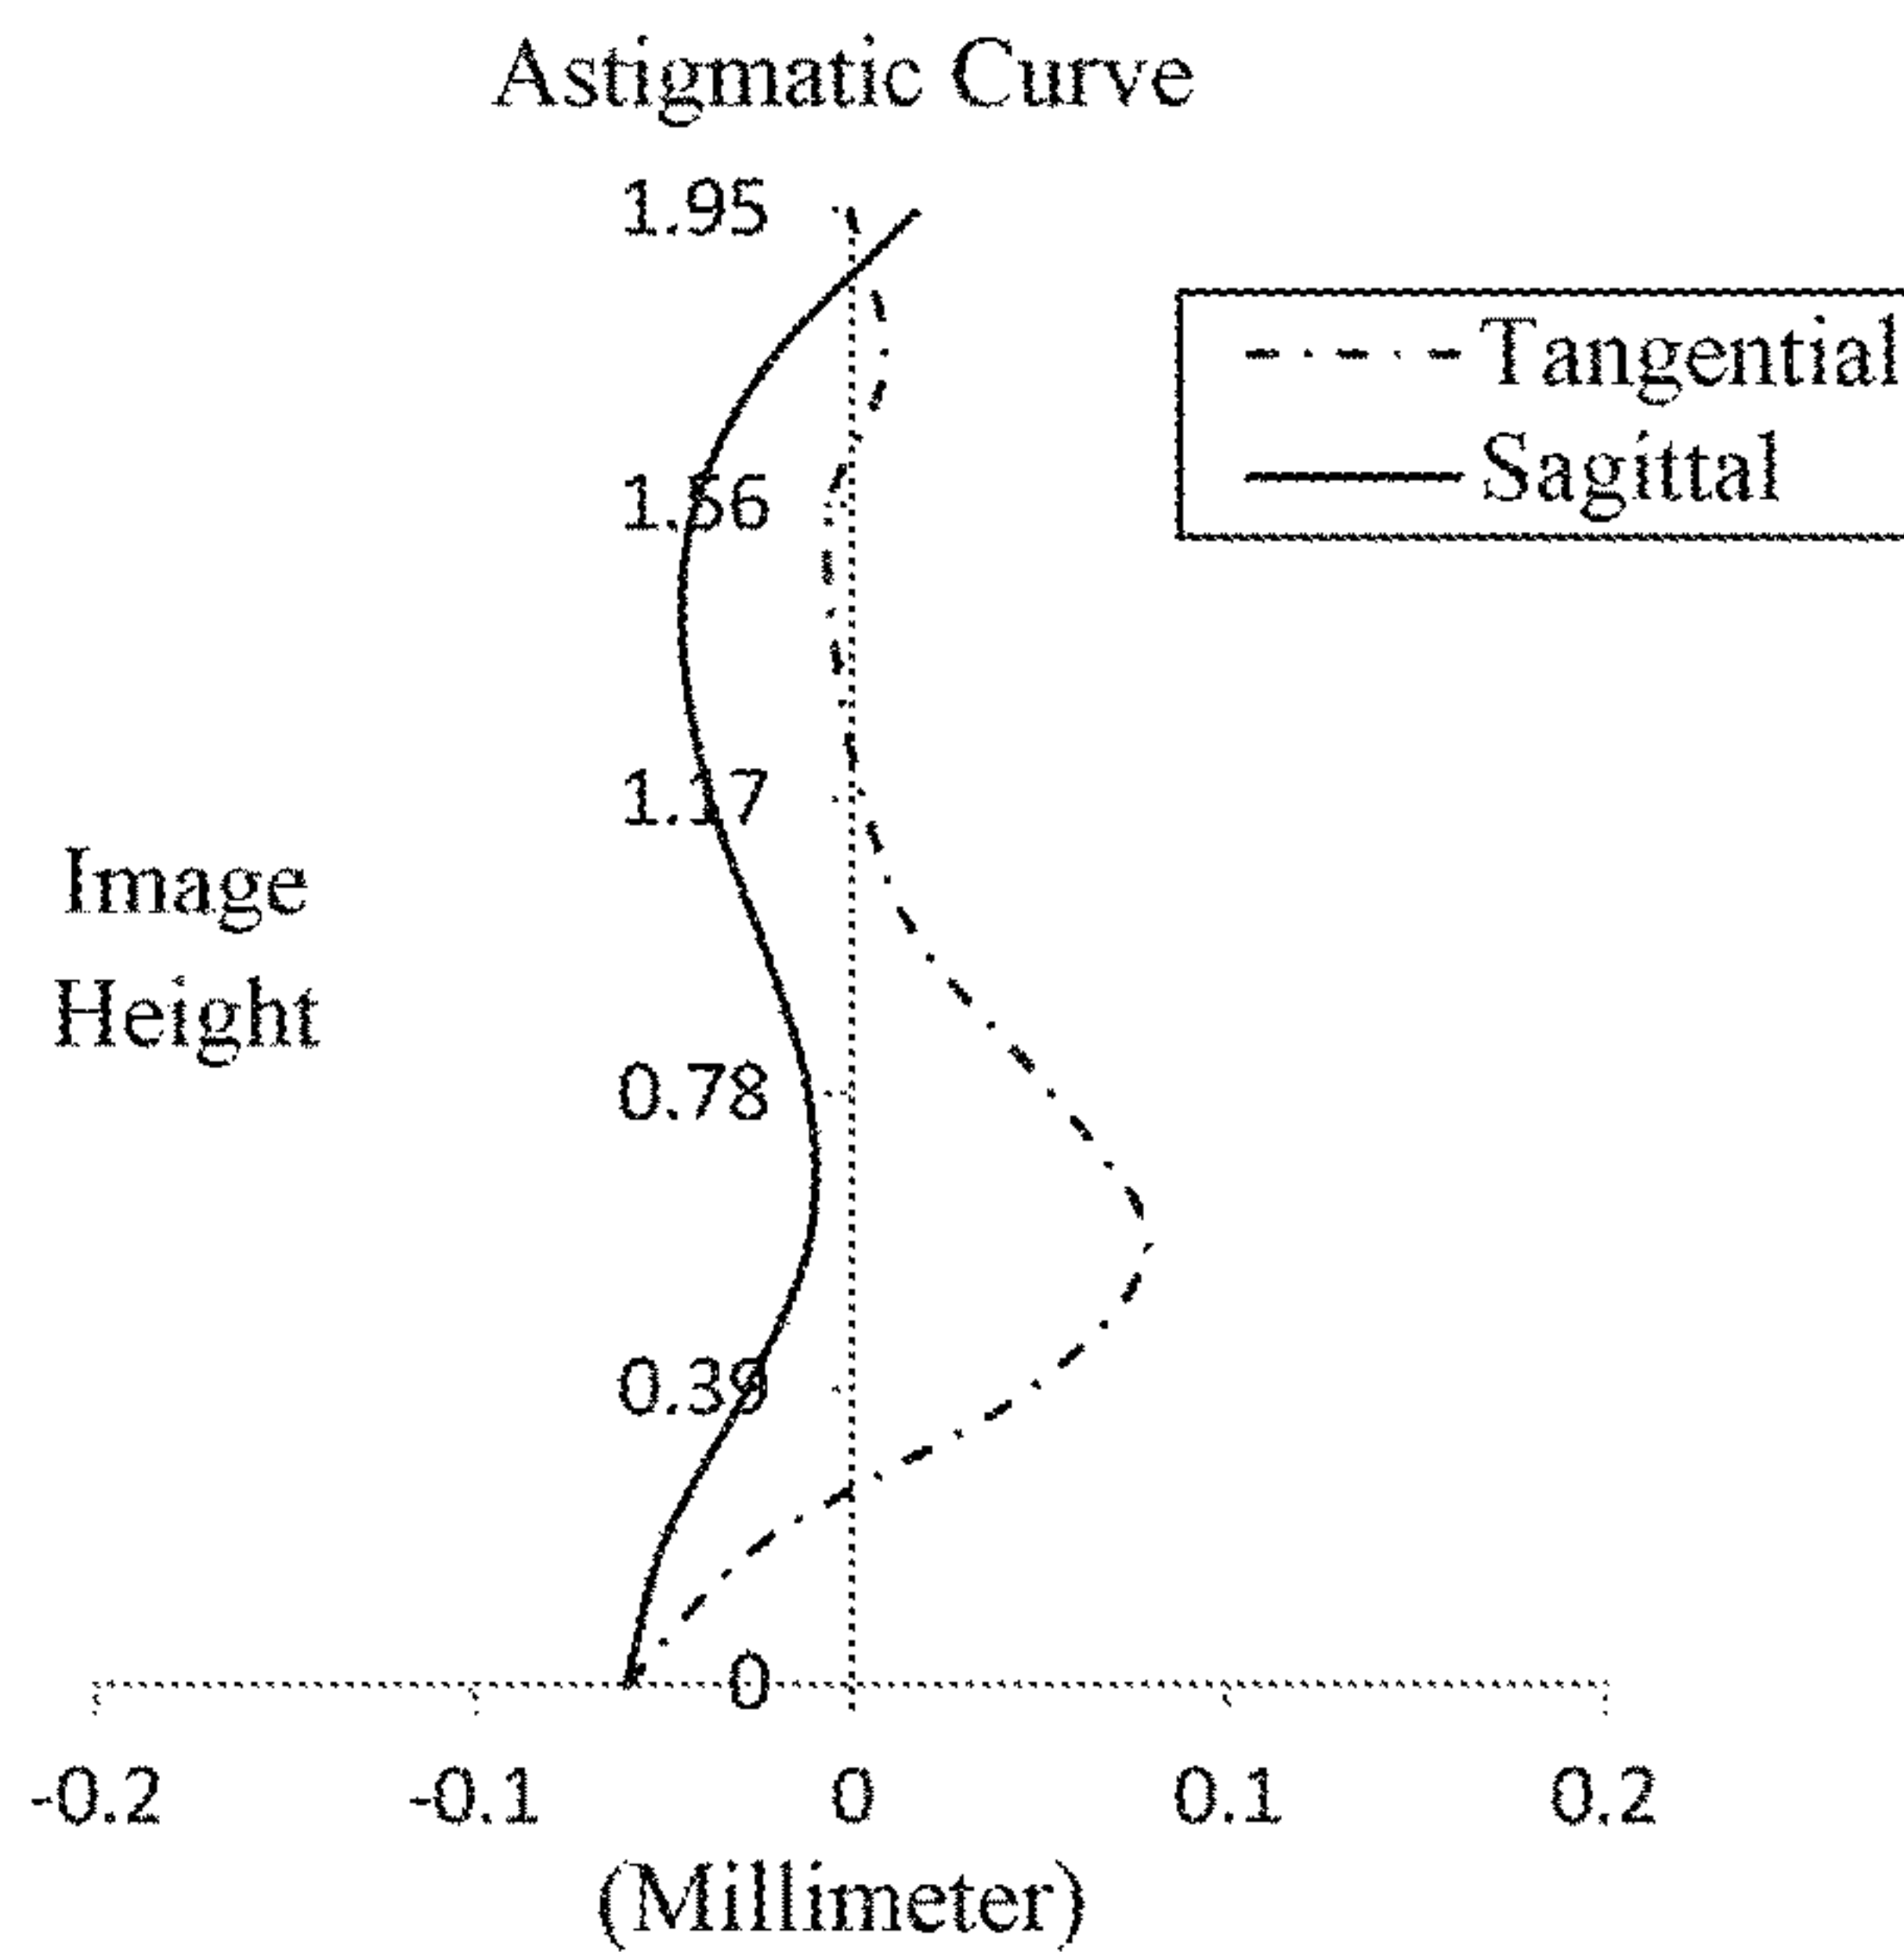 Astigmatic Curve
1.95
Tangential
Sagittal
1.56
1.17
Image
Height
0.78
0.39
0
-0.2 -0.1 0 0.1 0.2
(Millimeter)